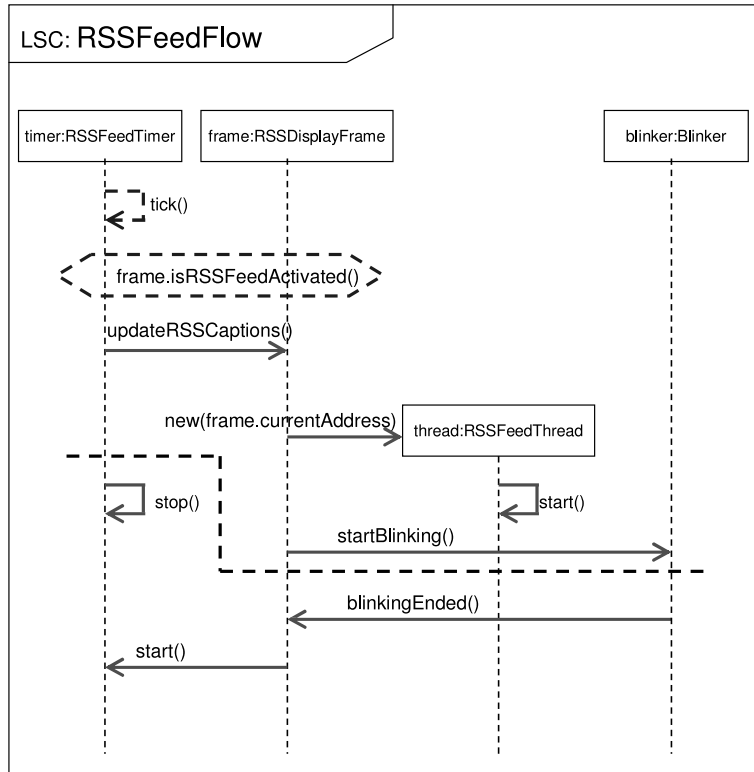 LSC: RSSFeedFlow
timer:RSSFeedTimer
frame:RSSDisplayFrame
blinker:Blinker
tick()
frame.isRSSFeedActivated()
updateRSSCaptions()
new(frame.currentAddress)
thread:RSSFeedThread
stop()
start()
startBlinking()
blinkingEnded()
start()